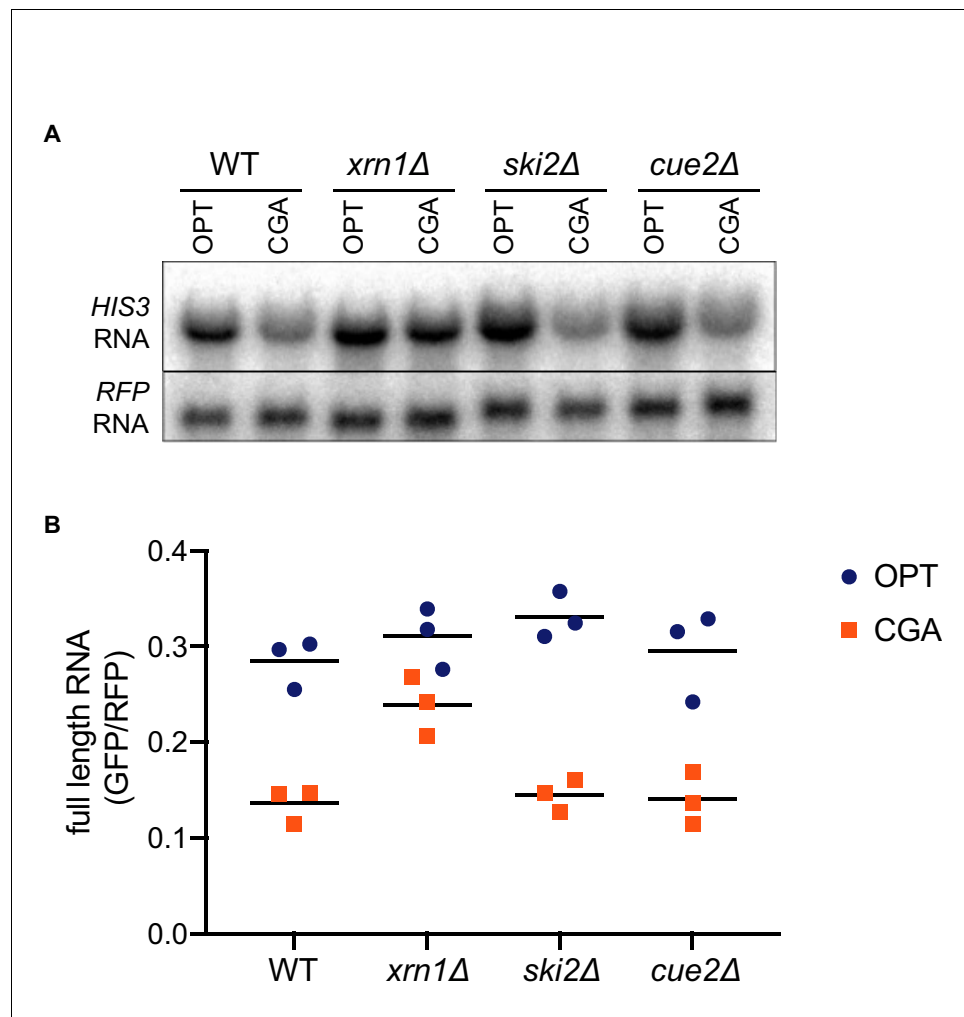 A
WT xrn1Δ ski2Δ cue2Δ
OPT CGA OPT CGA OPT CGA OPT CGA
HIS3
RNA
RFP
RNA
B
full length RNA
(GFP/RFP)
0.4
0.3
0.2
0.1
0.0
WT xrn1Δ ski2Δ cue2Δ
OPT
CGA